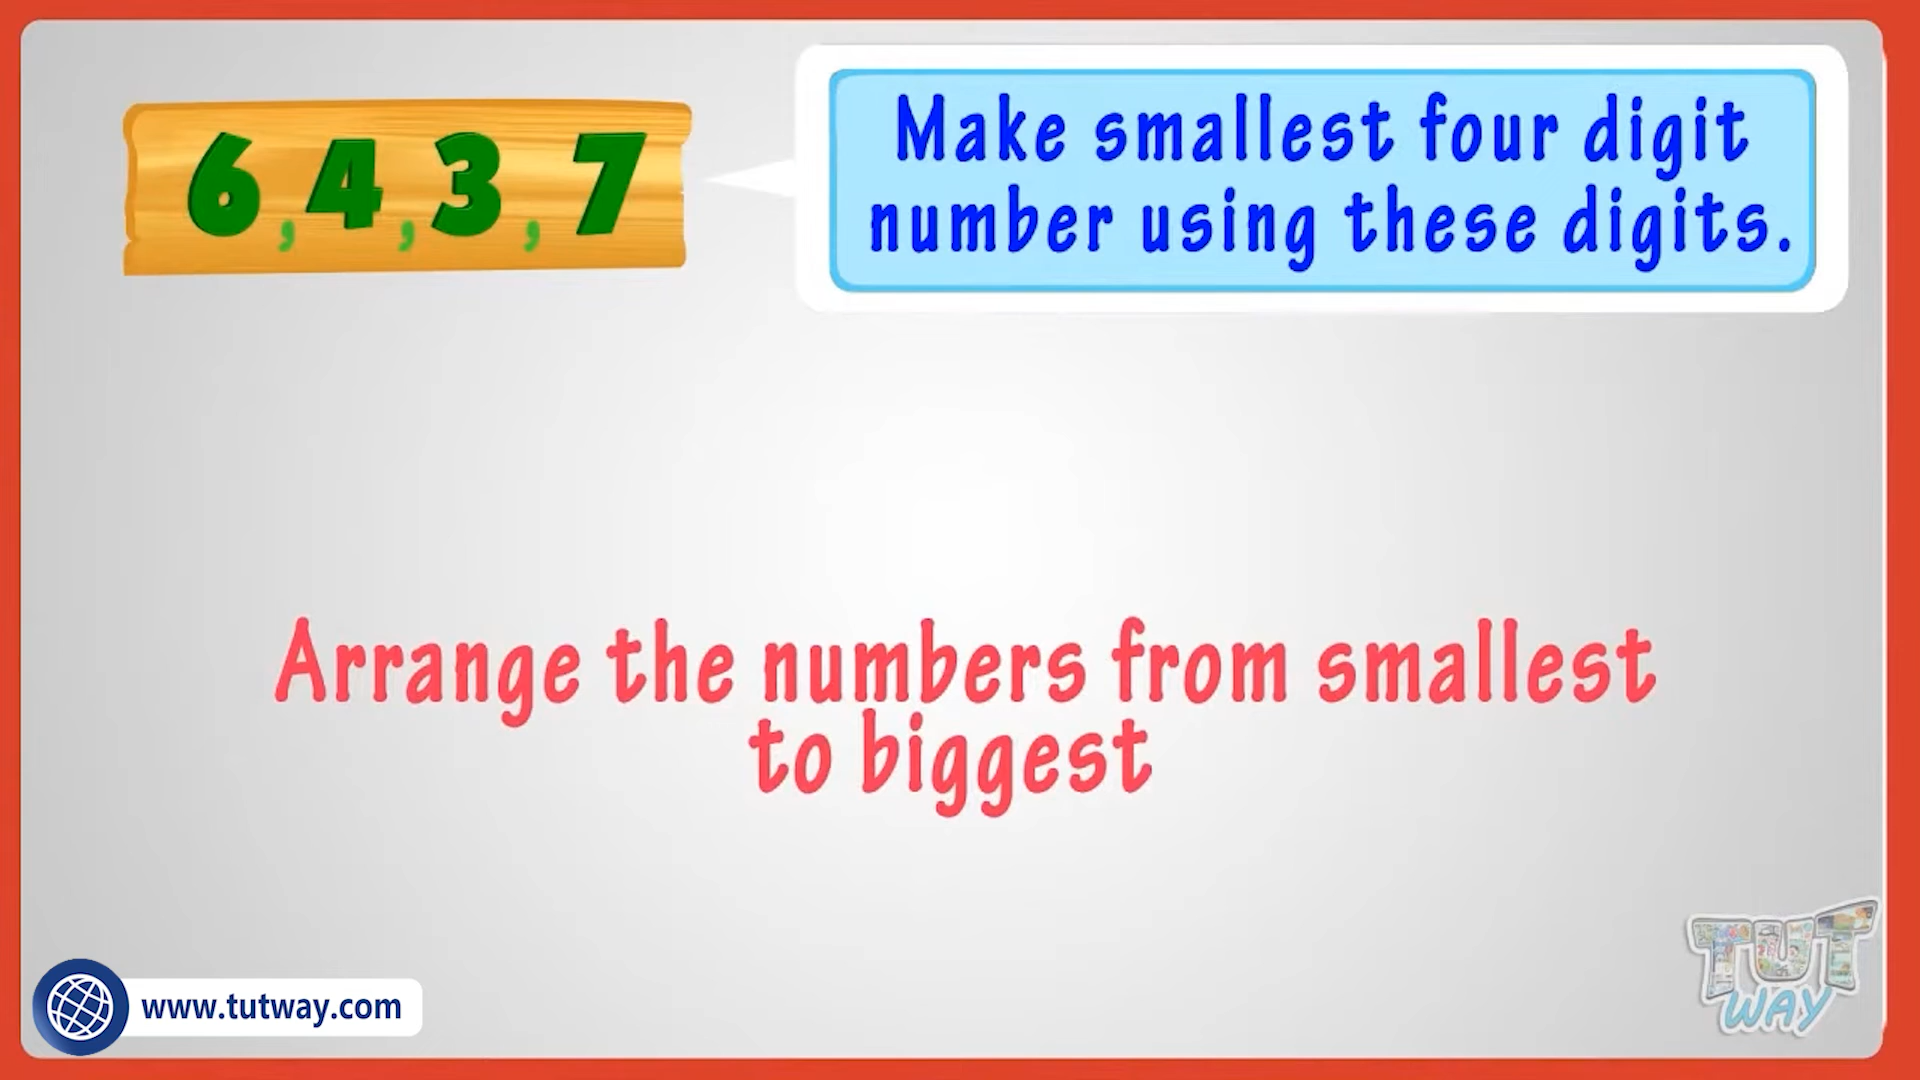 6,4,3,7
Make smallest four digit
number using these digits.
Arrange the numbers from smallest
to biggest
www.tutway.com
TUT
WAY